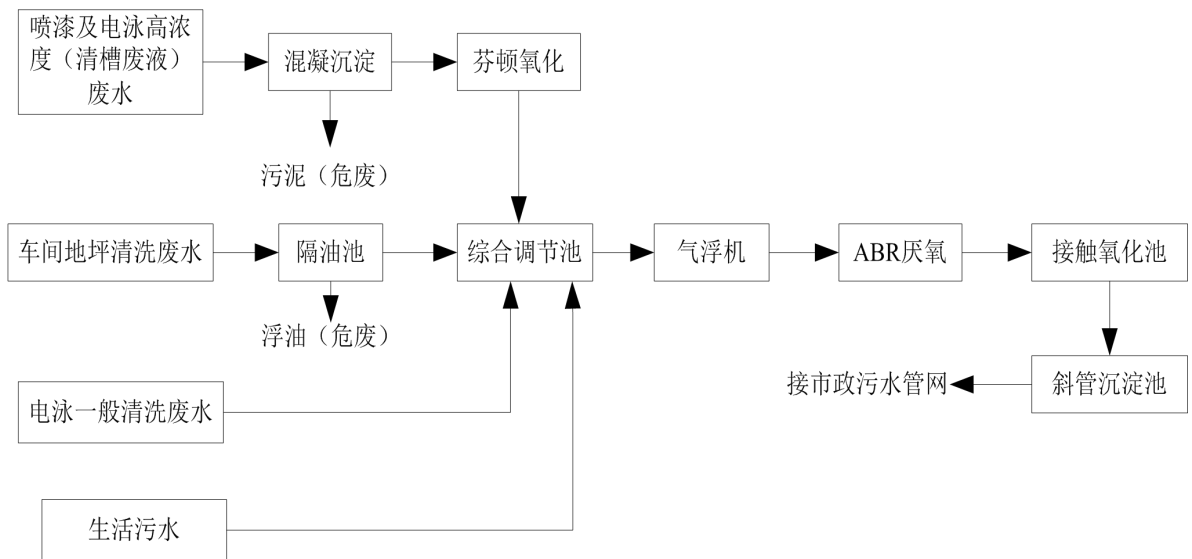 喷漆及电泳高浓
度（清槽废液）
废水
混凝沉淀
芬顿氧化
污泥（危废）
车间地坪清洗废水
隔油池
综合调节池
气浮机
ABR厌氧
接触氧化池
浮油（危废）
接市政污水管网
斜管沉淀池
电泳一般清洗废水
生活污水